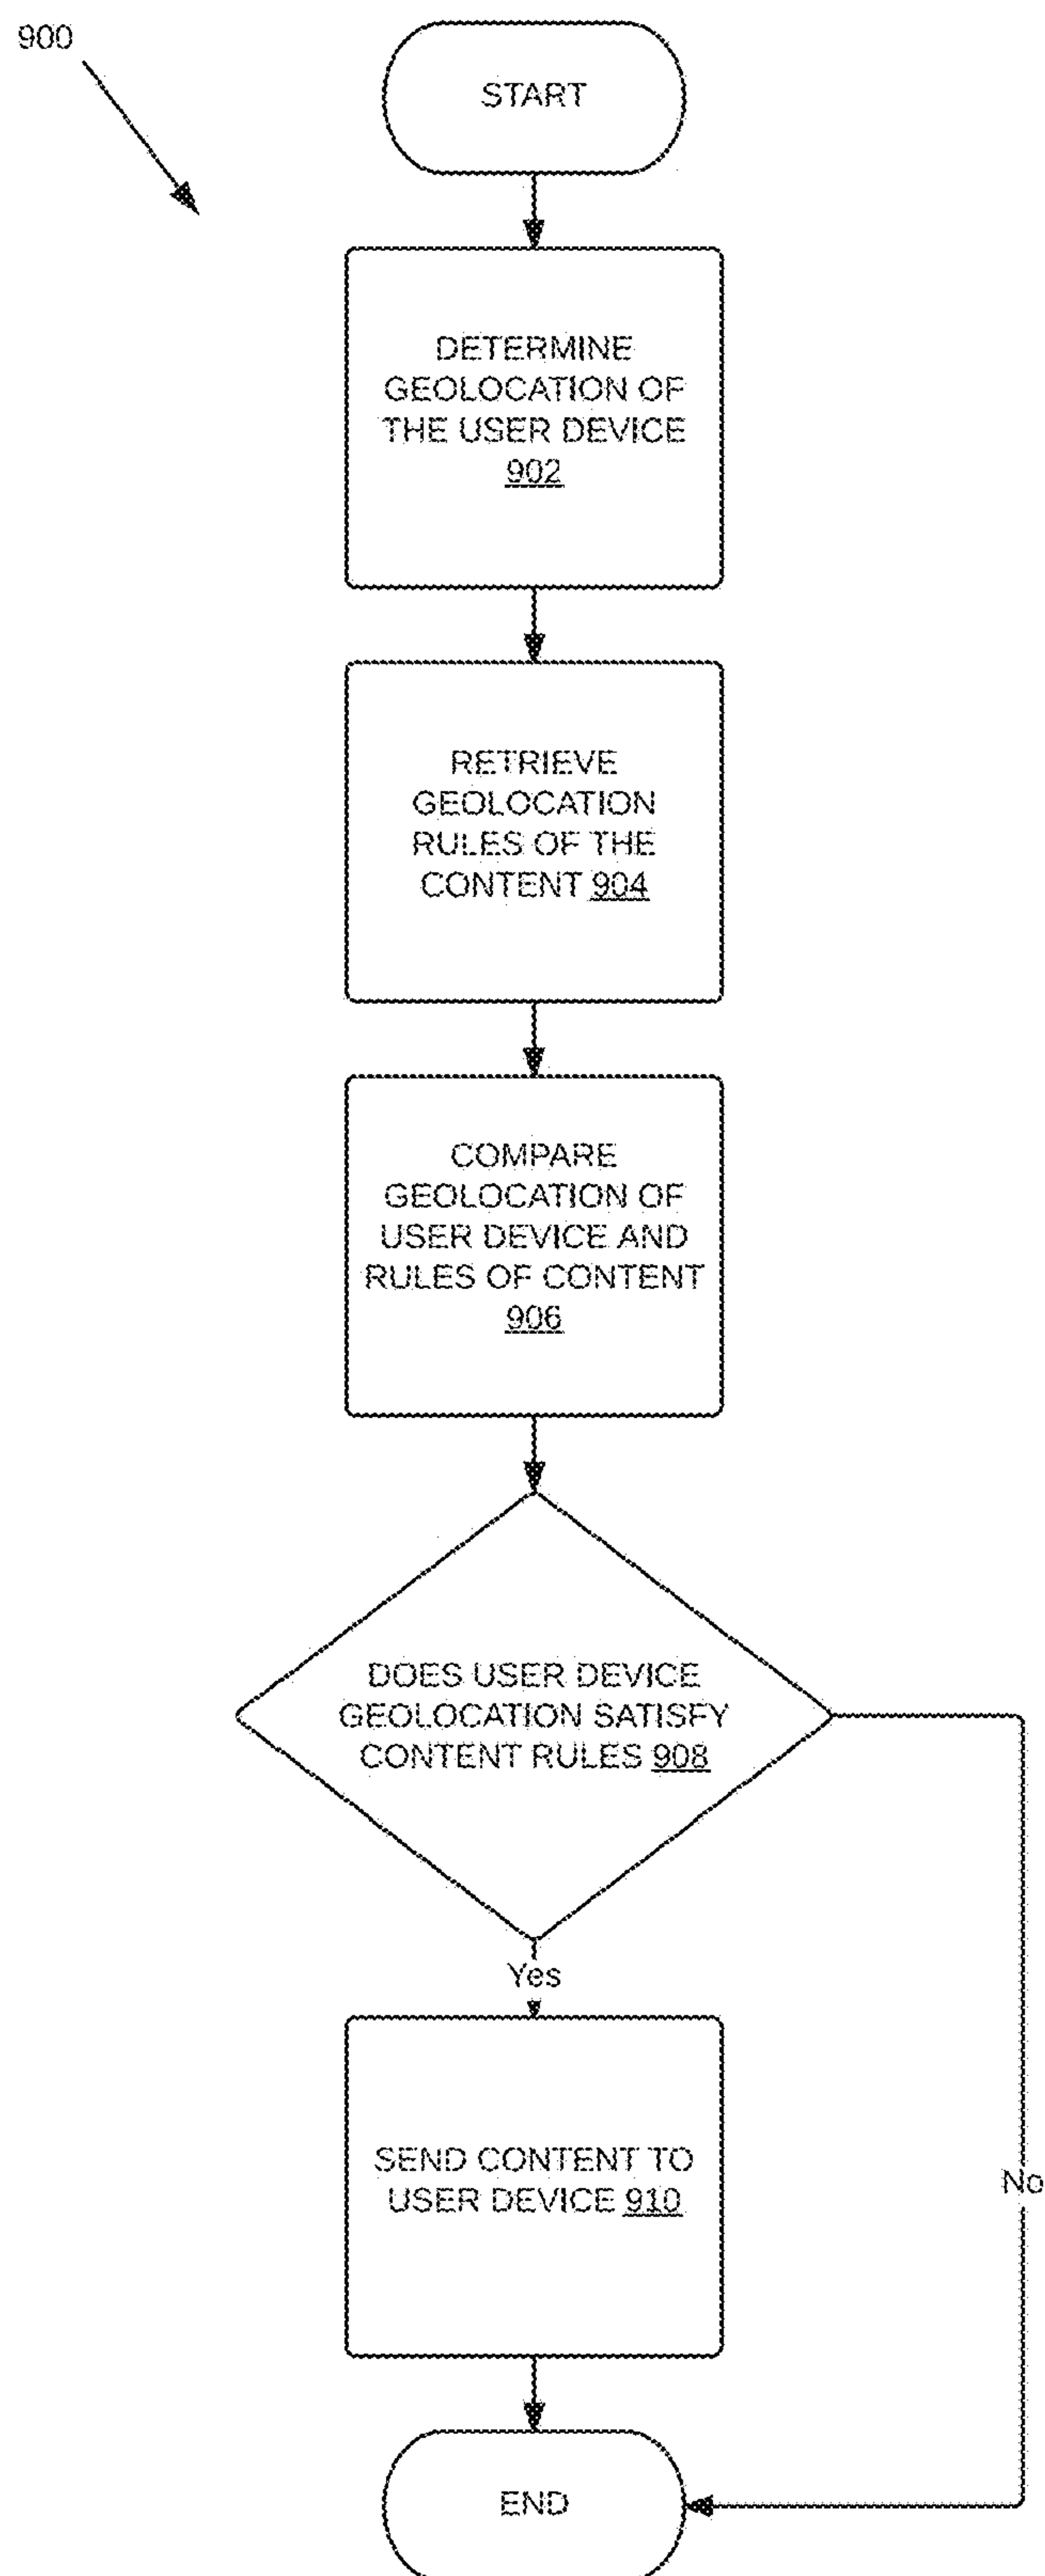 900
START
DETERMINE
GEOLOCATION OF
THE USER DEVICE
902
RETRIEVE
GEOLOCATION
RULES OF THE
CONTENT 904
COMPARE
GEOLOCATION OF
USER DEVICE AND
RULES OF CONTENT
906
DOES USER DEVICE
GEOLOCATION SATISFY
CONTENT RULES 908
Yes
SEND CONTENT TO
USER DEVICE 910
No
END